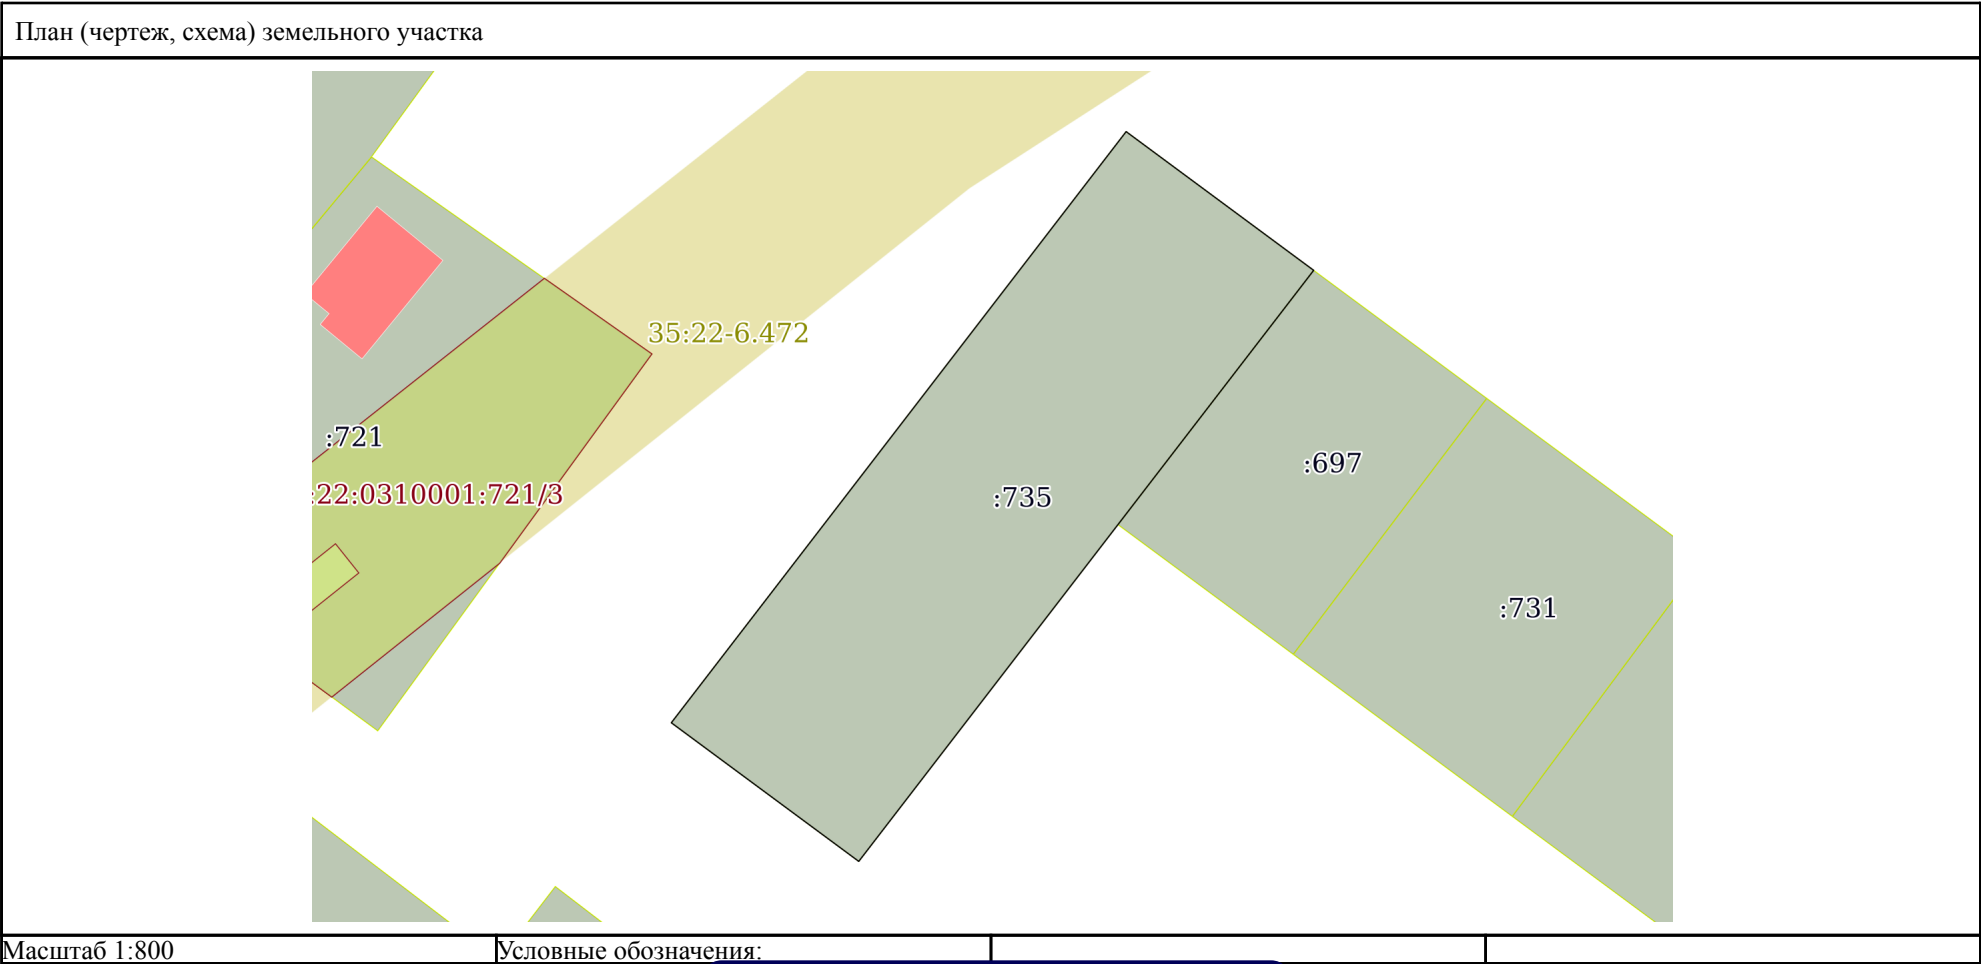 План (чертеж, схема) земельного участка
35:22-6.472
:721
:697
:22:0310001:721/3
:735
:731
Масштаб 1:800
Условные обозначения: